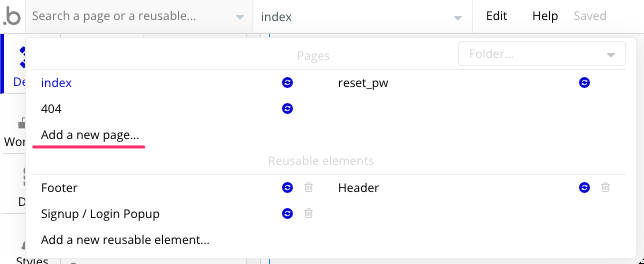 .b Search a page or a reusable... index Edit Help Saved
Pages Folder...
index reset_pw
404
Add a new page...
Reusable elements
Footer Header
Signup / Login Popup
Add a new reusable element...
De
Wor
D
Styles